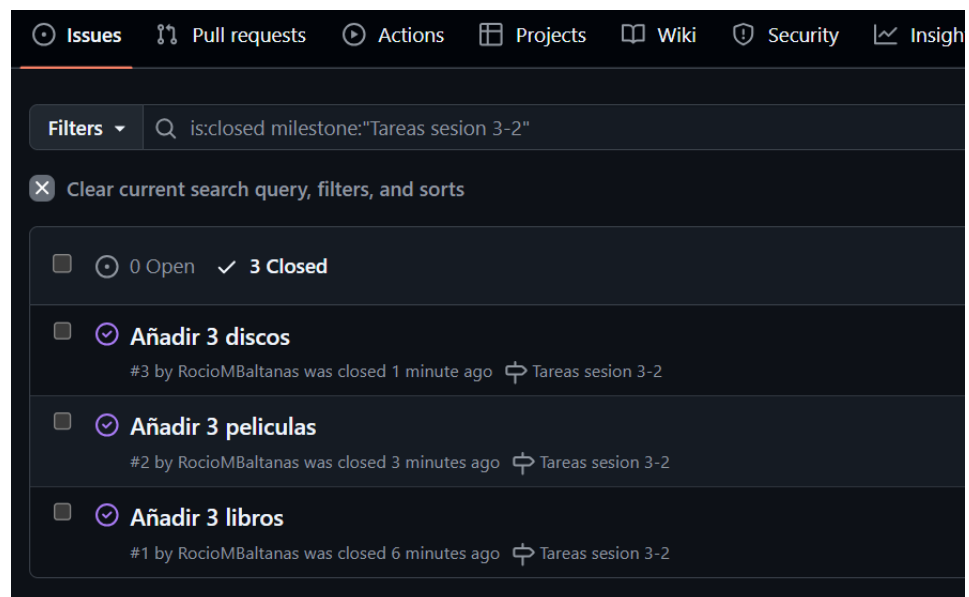 Issues Pull requests Actions Projects Wiki Security Insigh
Filters is:closed milestone:"Tareas sesion 3-2"
Clear current search query, filters, and sorts
0 Open 3 Closed
Añadir 3 discos
#3 by RocioMBaltanas was closed 1 minute ago Tareas sesion 3-2
Añadir 3 peliculas
#2 by RocioMBaltanas was closed 3 minutes ago Tareas sesion 3-2
Añadir 3 libros
#1 by RocioMBaltanas was closed 6 minutes ago Tareas sesion 3-2